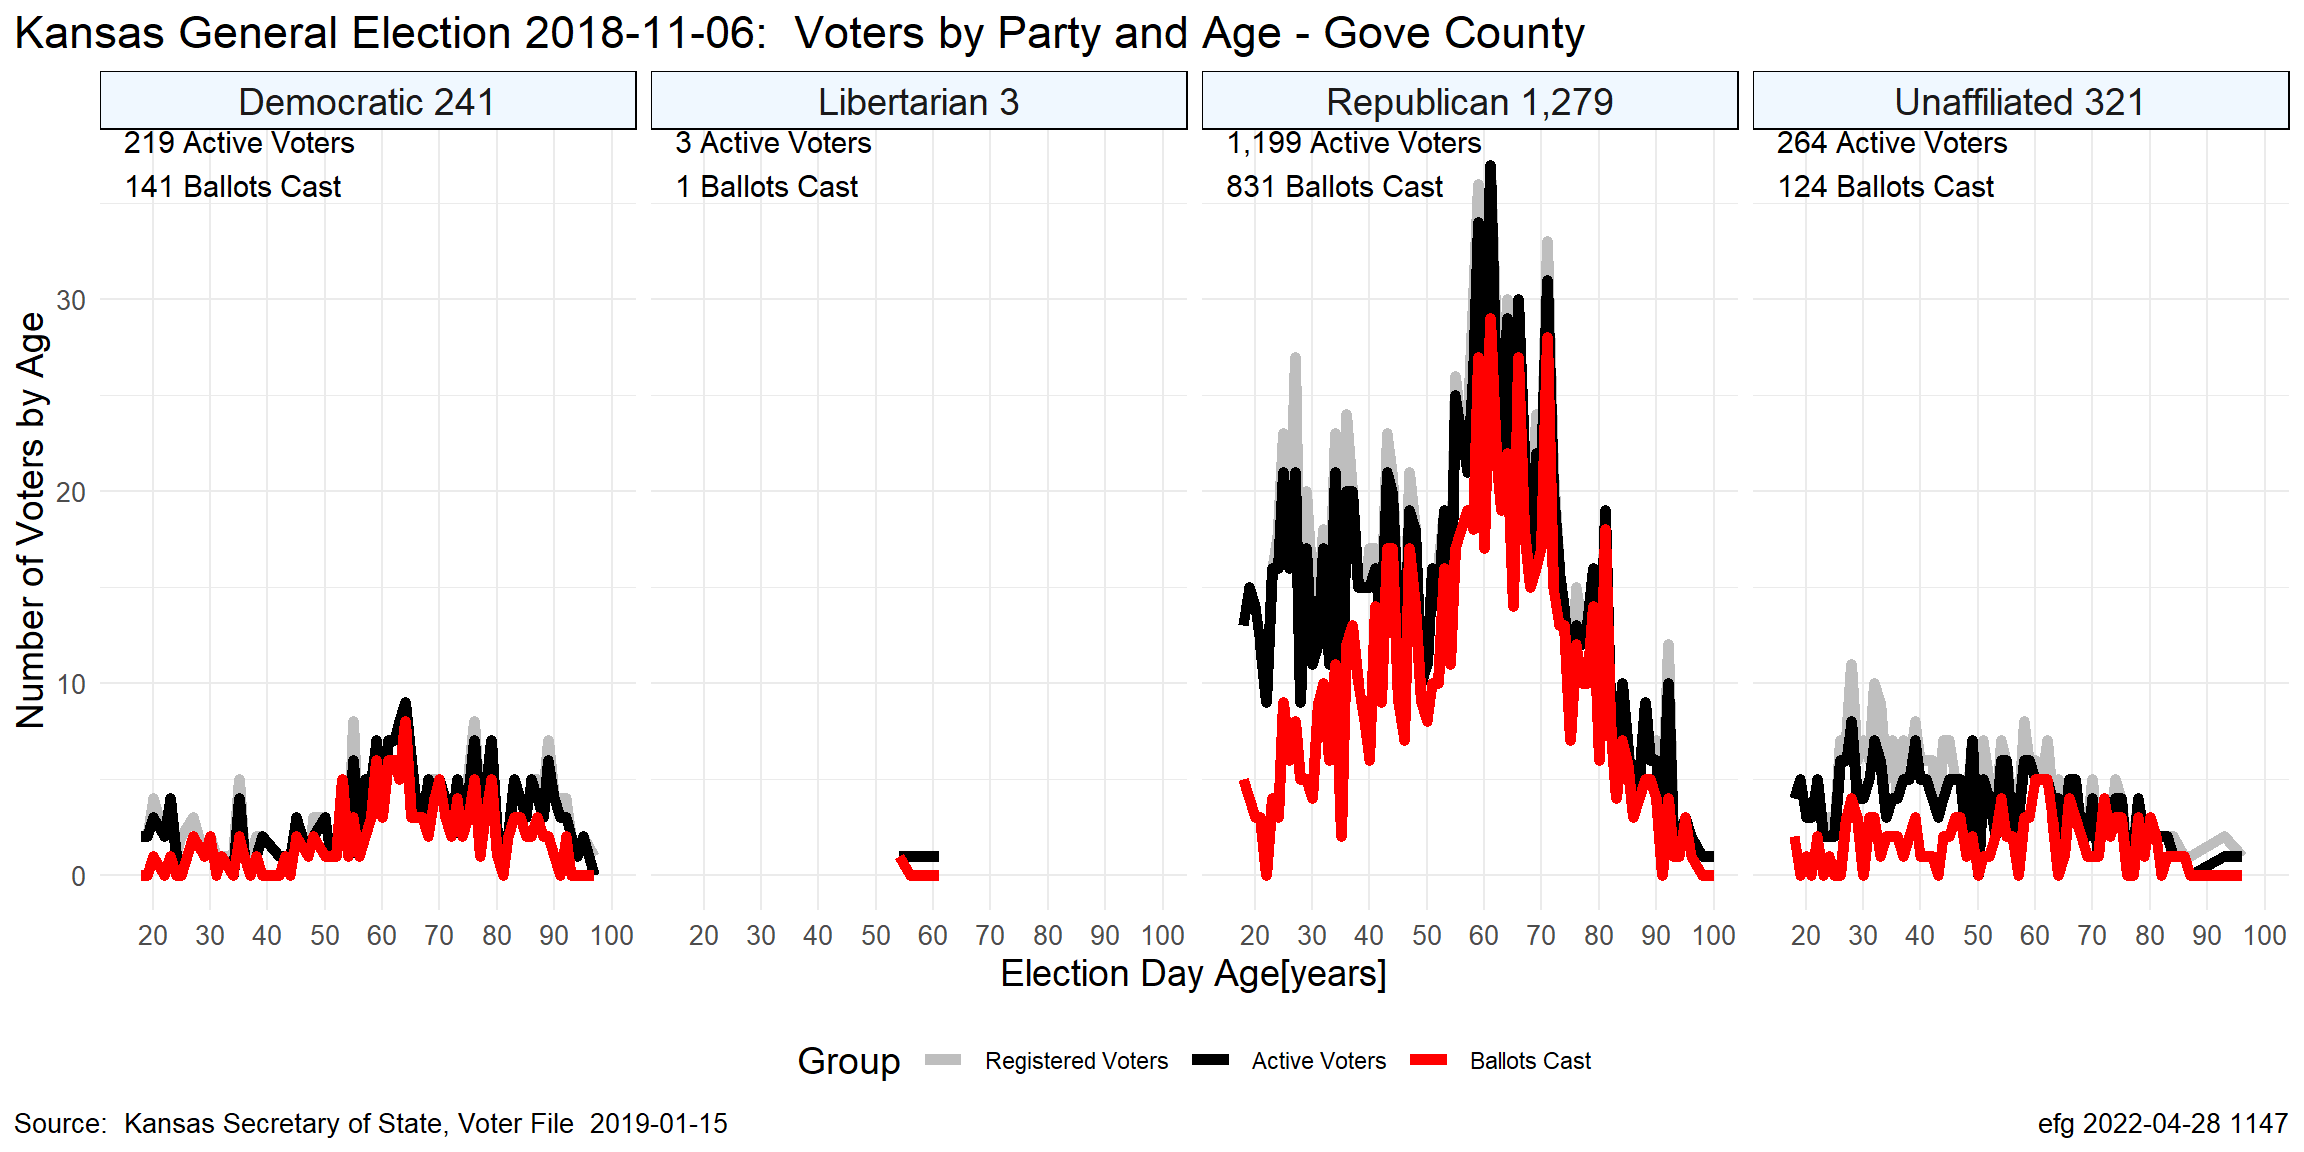 Kansas General Election 2018-11-06:  Voters by Party and Age - Gove County
Democratic 241
Libertarian 3
Republican 1,279
Unaffiliated 321
219 Active Voters
141 Ballots Cast
3 Active Voters
1 Ballots Cast
1,199 Active Voters
831 Ballots Cast
264 Active Voters
124 Ballots Cast
Number of Voters by Age
30
20
10
0
20 30 40 50 60 70 80 90 100
20 30 40 50 60 70 80 90 100
20 30 40 50 60 70 80 90 100
20 30 40 50 60 70 80 90 100
Election Day Age[years]
Group Registered Voters Active Voters Ballots Cast
Source:  Kansas Secretary of State, Voter File  2019-01-15
efg 2022-04-28 1147